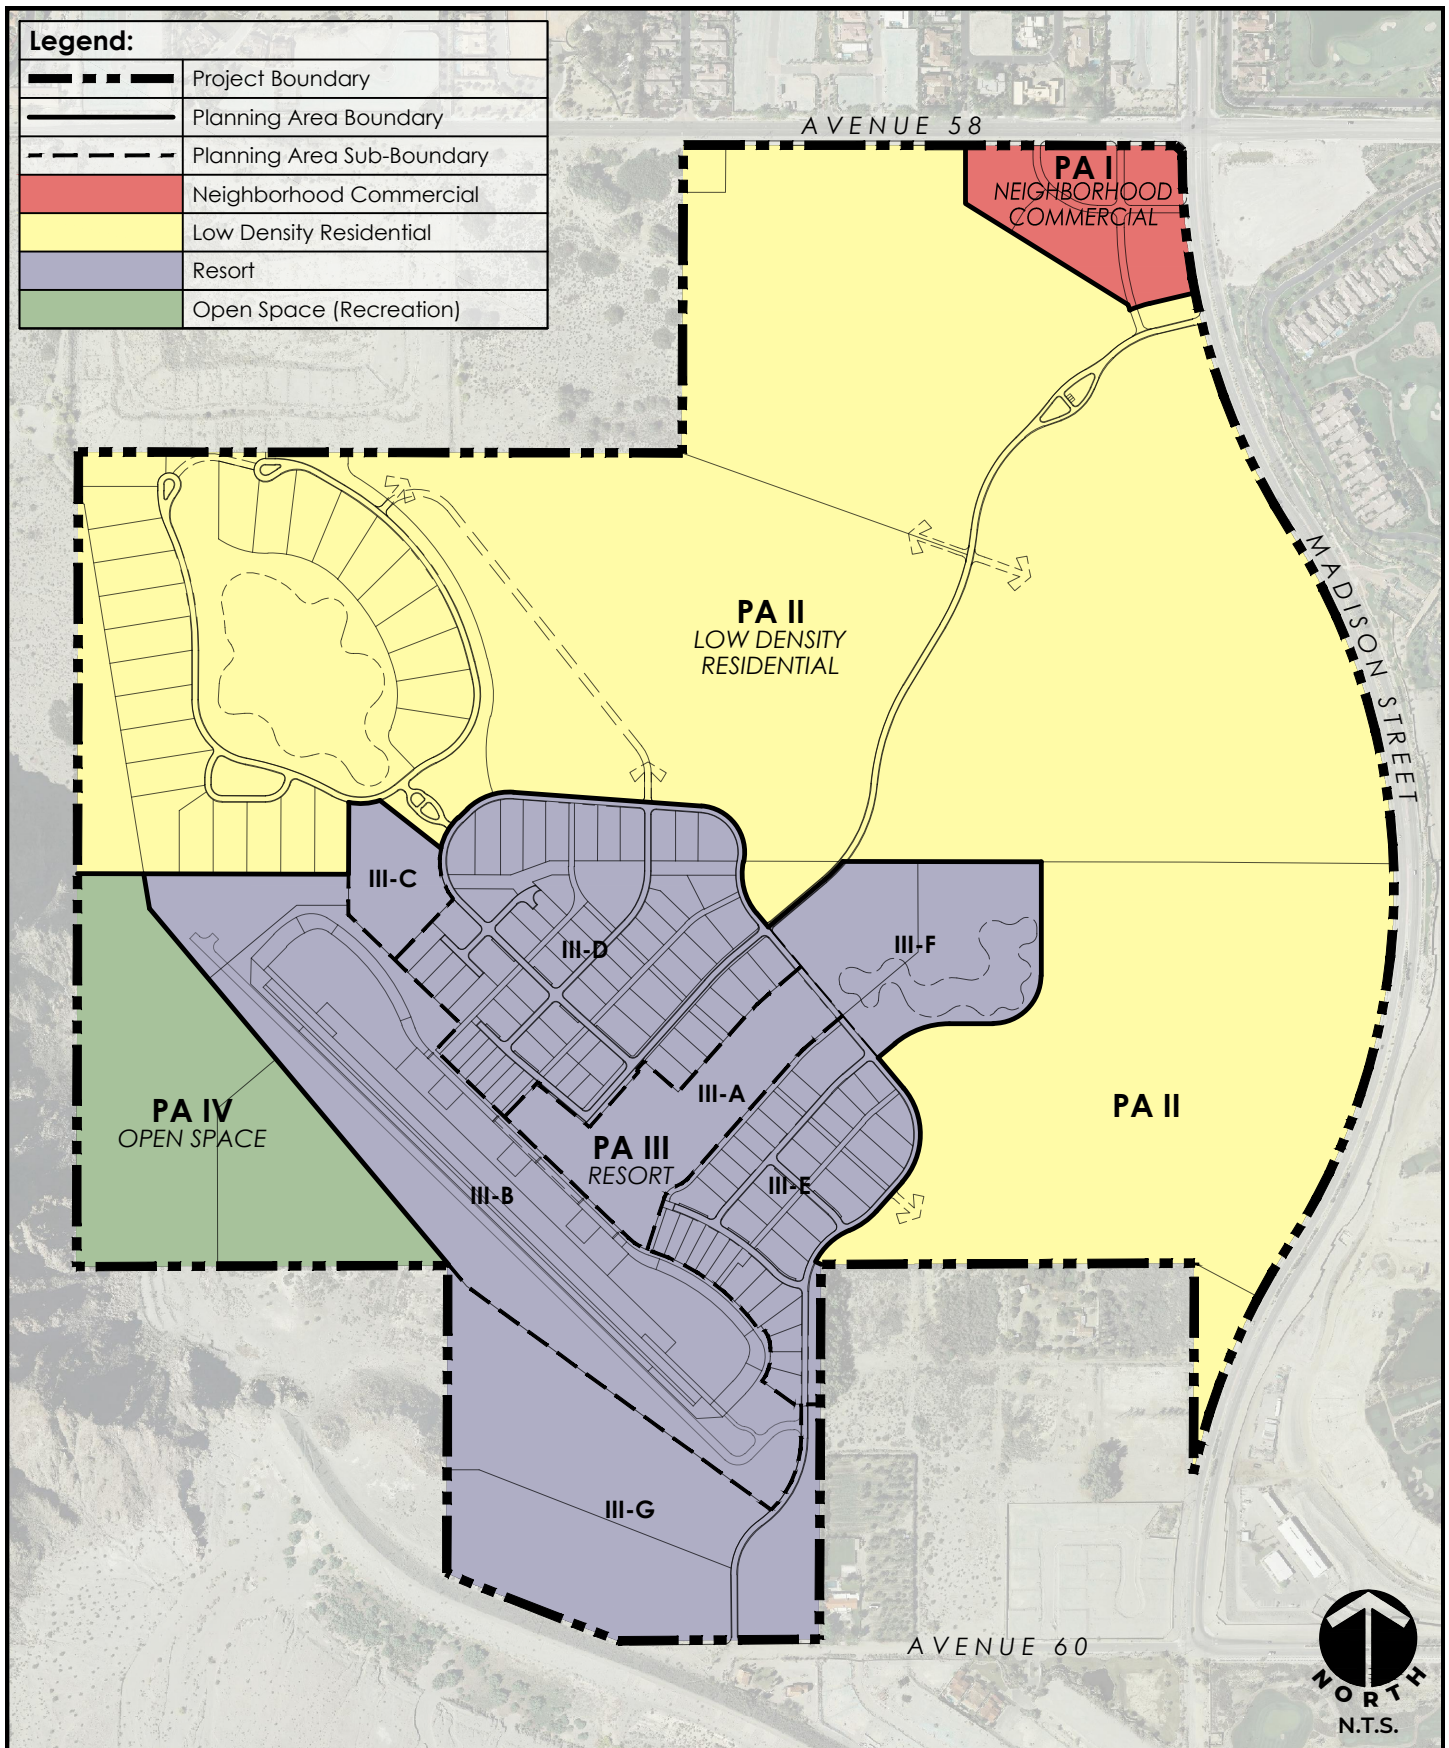 Legend:
Project Boundary
Planning Area Boundary
Planning Area Sub-Boundary
Neighborhood Commercial
Low Density Residential
Resort
Open Space (Recreation)
AVENUE 58
PA I
NEIGHBORHOOD
COMMERCIAL
MADISON STREET
PA II
LOW DENSITY
RESIDENTIAL
III-C
III-D
III-F
III-A
PA II
PA IV
OPEN SPACE
PA III
RESORT
III-B
III-E
III-G
AVENUE 60
NORTH
N.T.S.